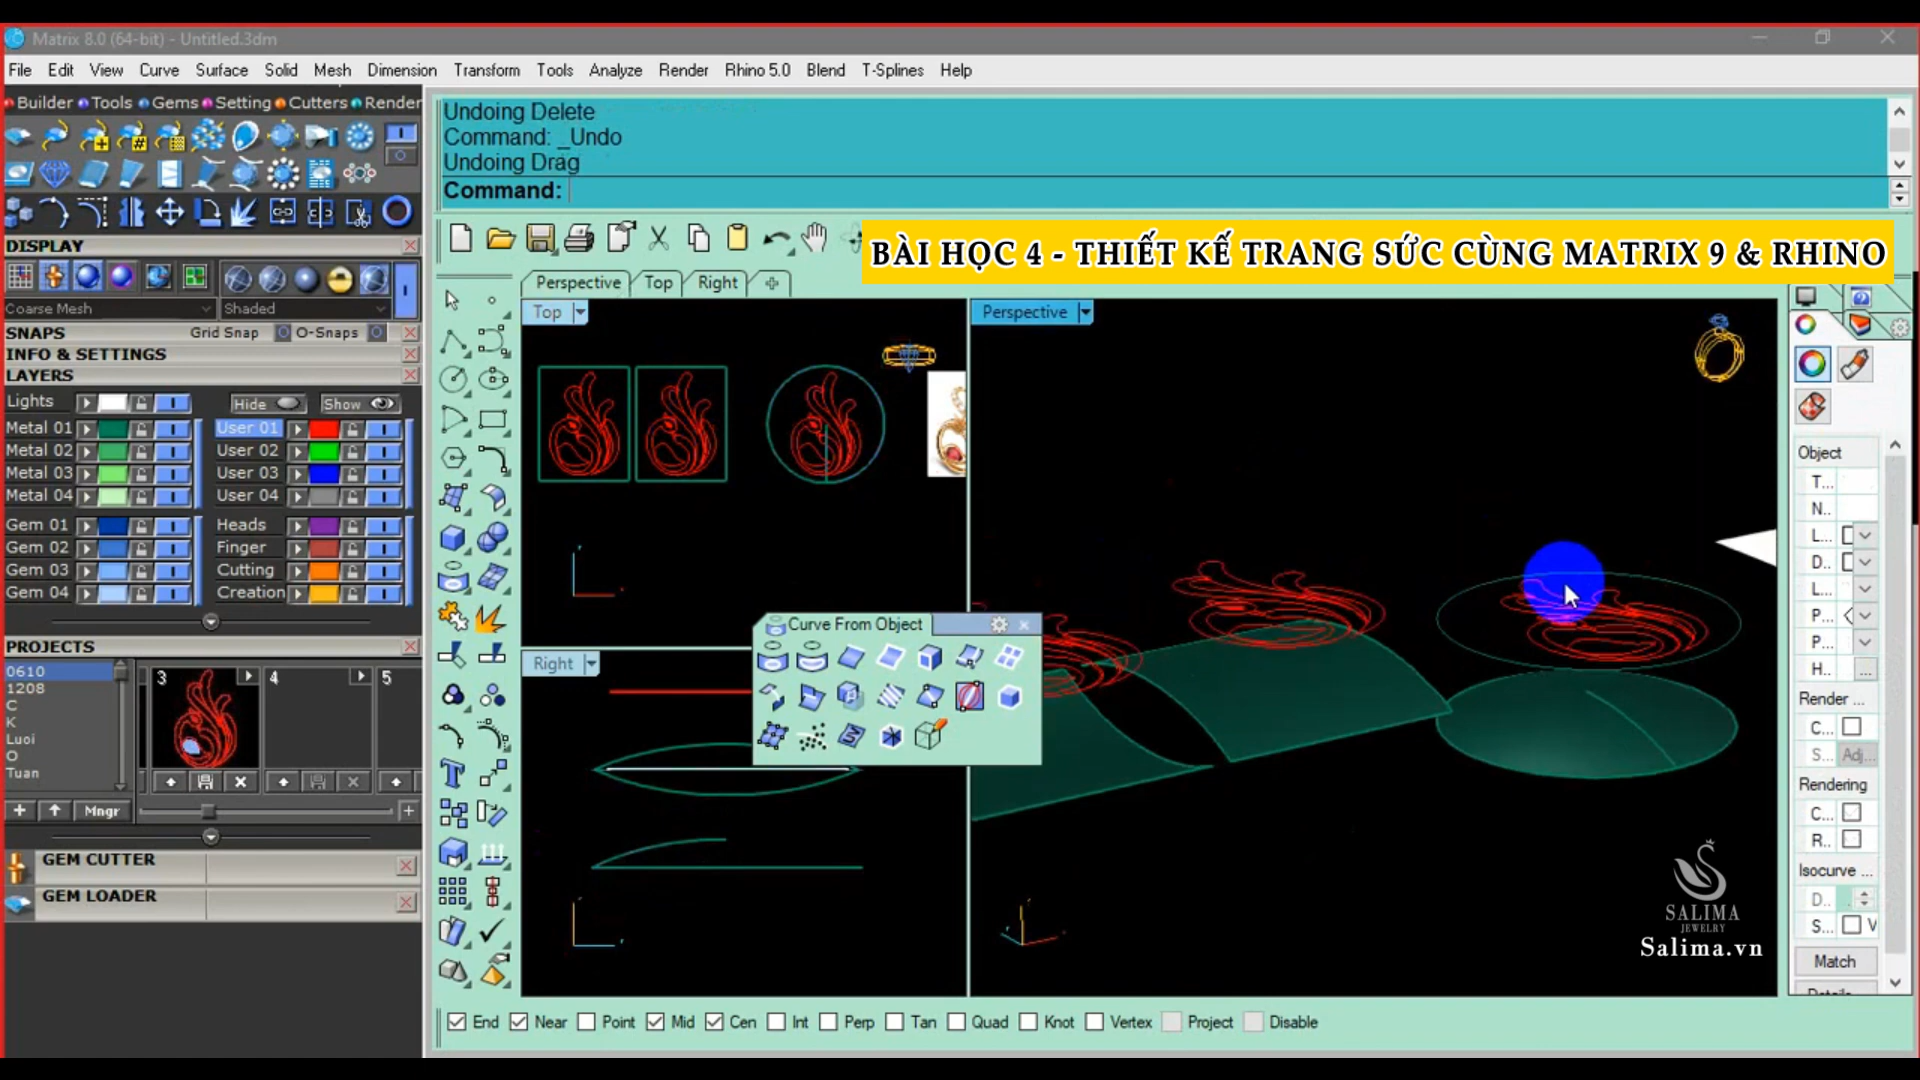 Matrix 8.0 (64-bit) - Untitled.3dm
File Edit View Curve Surface Solid Mesh Dimension Transform Tools Analyze Render Rhino 5.0 Blend T-Splines Help
Builder Tools Gems Setting Cutters Render
Undoing Delete
Command: _Undo
Undoing Drag
Command:
BÀI HỌC 4 - THIẾT KẾ TRANG SỨC CÙNG MATRIX 9 & RHINO
DISPLAY
Coarse Mesh Shaded
SNAPS Grid Snap O-Snaps
INFO & SETTINGS
LAYERS
Lights Hide Show
Metal 01 User 01
Metal 02 User 02
Metal 03 User 03
Metal 04 User 04
Gem 01 Heads
Gem 02 Finger
Gem 03 Cutting
Gem 04 Creation
PROJECTS
0610
1208
C
K
Luoi
O
Tuan
3 4 5
Mngr
GEM CUTTER
GEM LOADER
Perspective Top Right
Top
Perspective
Right
Curve From Object
Object
T...
N..
L...
D..
L...
P...
P...
H...
Render ...
C...
S... Adj...
Rendering
C...
R..
Isocurve ...
D..
S... V
Match
SALIMA
JEWELRY
Salima.vn
End Near Point Mid Cen Int Perp Tan Quad Knot Vertex Project Disable